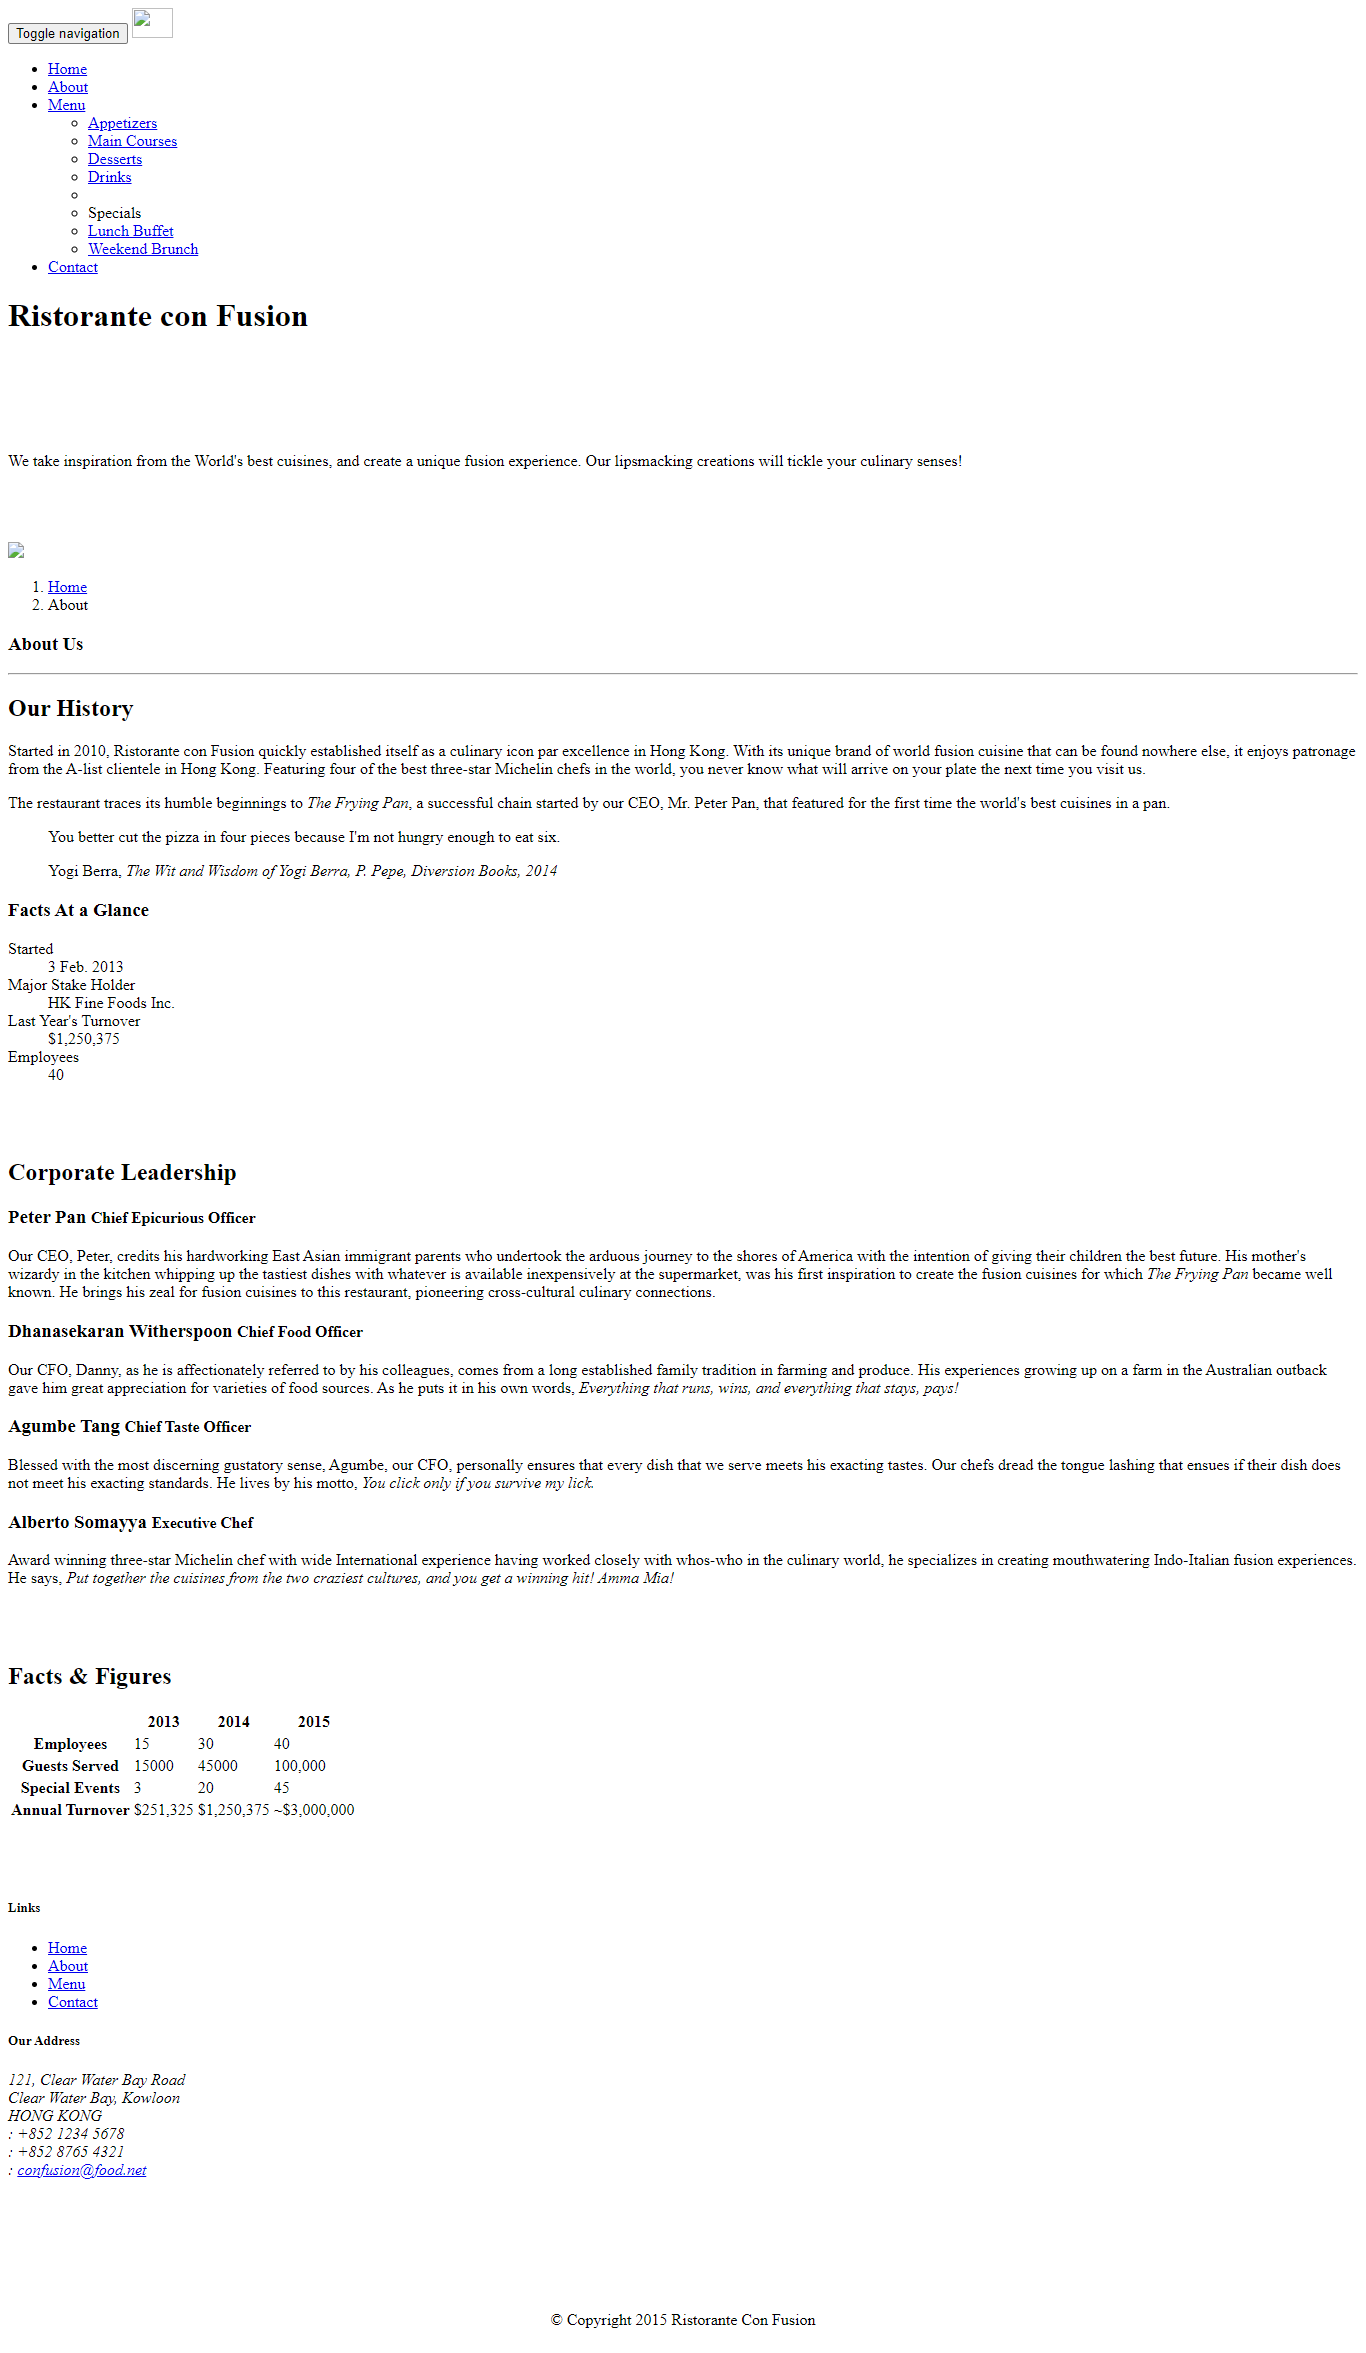 Toggle navigation
Home
About
Menu
Appetizers
Main Courses
Desserts
Drinks
Specials
Lunch Buffet
Weekend Brunch
Contact
Ristorante con Fusion
We take inspiration from the World's best cuisines, and create a unique fusion experience. Our lipsmacking creations will tickle your culinary senses!
1. Home
2. About
About Us
Our History
Started in 2010, Ristorante con Fusion quickly established itself as a culinary icon par excellence in Hong Kong. With its unique brand of world fusion cuisine that can be found nowhere else, it enjoys patronage
from the A-list clientele in Hong Kong. Featuring four of the best three-star Michelin chefs in the world, you never know what will arrive on your plate the next time you visit us.
The restaurant traces its humble beginnings to The Frying Pan, a successful chain started by our CEO, Mr. Peter Pan, that featured for the first time the world's best cuisines in a pan.
You better cut the pizza in four pieces because I'm not hungry enough to eat six.
Yogi Berra, The Wit and Wisdom of Yogi Berra, P. Pepe, Diversion Books, 2014
Facts At a Glance
Started
3 Feb. 2013
Major Stake Holder
HK Fine Foods Inc.
Last Year's Turnover
$1,250,375
Employees
40
Corporate Leadership
Peter Pan Chief Epicurious Officer
Our CEO, Peter, credits his hardworking East Asian immigrant parents who undertook the arduous journey to the shores of America with the intention of giving their children the best future. His mother's
wizardy in the kitchen whipping up the tastiest dishes with whatever is available inexpensively at the supermarket, was his first inspiration to create the fusion cuisines for which The Frying Pan became well
known. He brings his zeal for fusion cuisines to this restaurant, pioneering cross-cultural culinary connections.
Dhanasekaran Witherspoon Chief Food Officer
Our CFO, Danny, as he is affectionately referred to by his colleagues, comes from a long established family tradition in farming and produce. His experiences growing up on a farm in the Australian outback
gave him great appreciation for varieties of food sources. As he puts it in his own words, Everything that runs, wins, and everything that stays, pays!
Agumbe Tang Chief Taste Officer
Blessed with the most discerning gustatory sense, Agumbe, our CFO, personally ensures that every dish that we serve meets his exacting tastes. Our chefs dread the tongue lashing that ensues if their dish does
not meet his exacting standards. He lives by his motto, You click only if you survive my lick.
Alberto Somayya Executive Chef
Award winning three-star Michelin chef with wide International experience having worked closely with whos-who in the culinary world, he specializes in creating mouthwatering Indo-Italian fusion experiences.
He says, Put together the cuisines from the two craziest cultures, and you get a winning hit! Amma Mia!
Facts & Figures
2013 2014 2015
Employees 15 30 40
Guests Served 15000 45000 100,000
Special Events 3 20 45
Annual Turnover $251,325 $1,250,375 ~$3,000,000
Links
Home
About
Menu
Contact
Our Address
121, Clear Water Bay Road
Clear Water Bay, Kowloon
HONG KONG
: +852 1234 5678
: +852 8765 4321
: confusion@food.net
© Copyright 2015 Ristorante Con Fusion